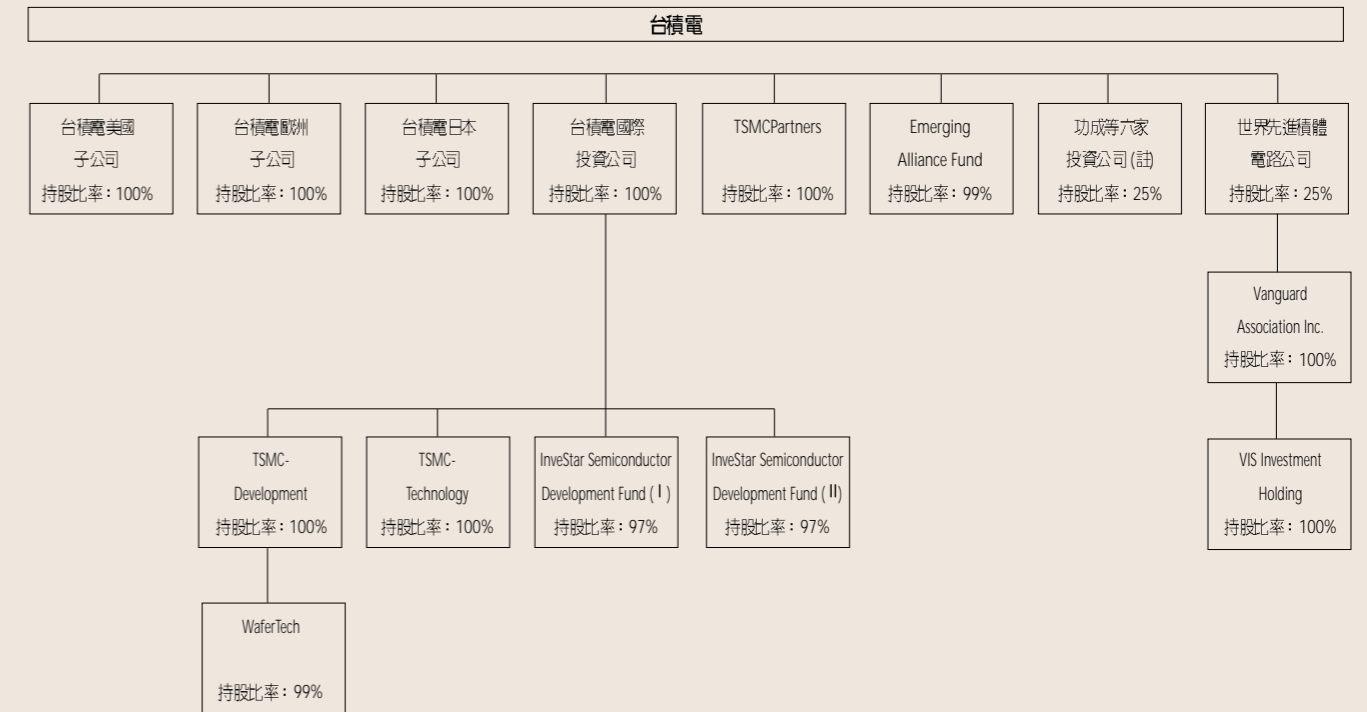 台積電
台積電美國
子公司
持股比率：100%
台積電歐洲
子公司
持股比率：100%
台積電日本
子公司
持股比率：100%
台積電國際
投資公司
持股比率：100%
TSMCPartners
持股比率：100%
Emerging
Alliance Fund
持股比率：99%
功成等六家
投資公司(註)
持股比率：25%
世界先進積體
電路公司
持股比率：25%
Vanguard
Association Inc.
持股比率：100%
TSMC-
Development
持股比率：100%
TSMC-
Technology
持股比率：100%
InveStar Semiconductor
Development Fund (I)
持股比率：97%
InveStar Semiconductor
Development Fund (II)
持股比率：97%
VIS Investment
Holding
持股比率：100%
WaferTech
持股比率：99%